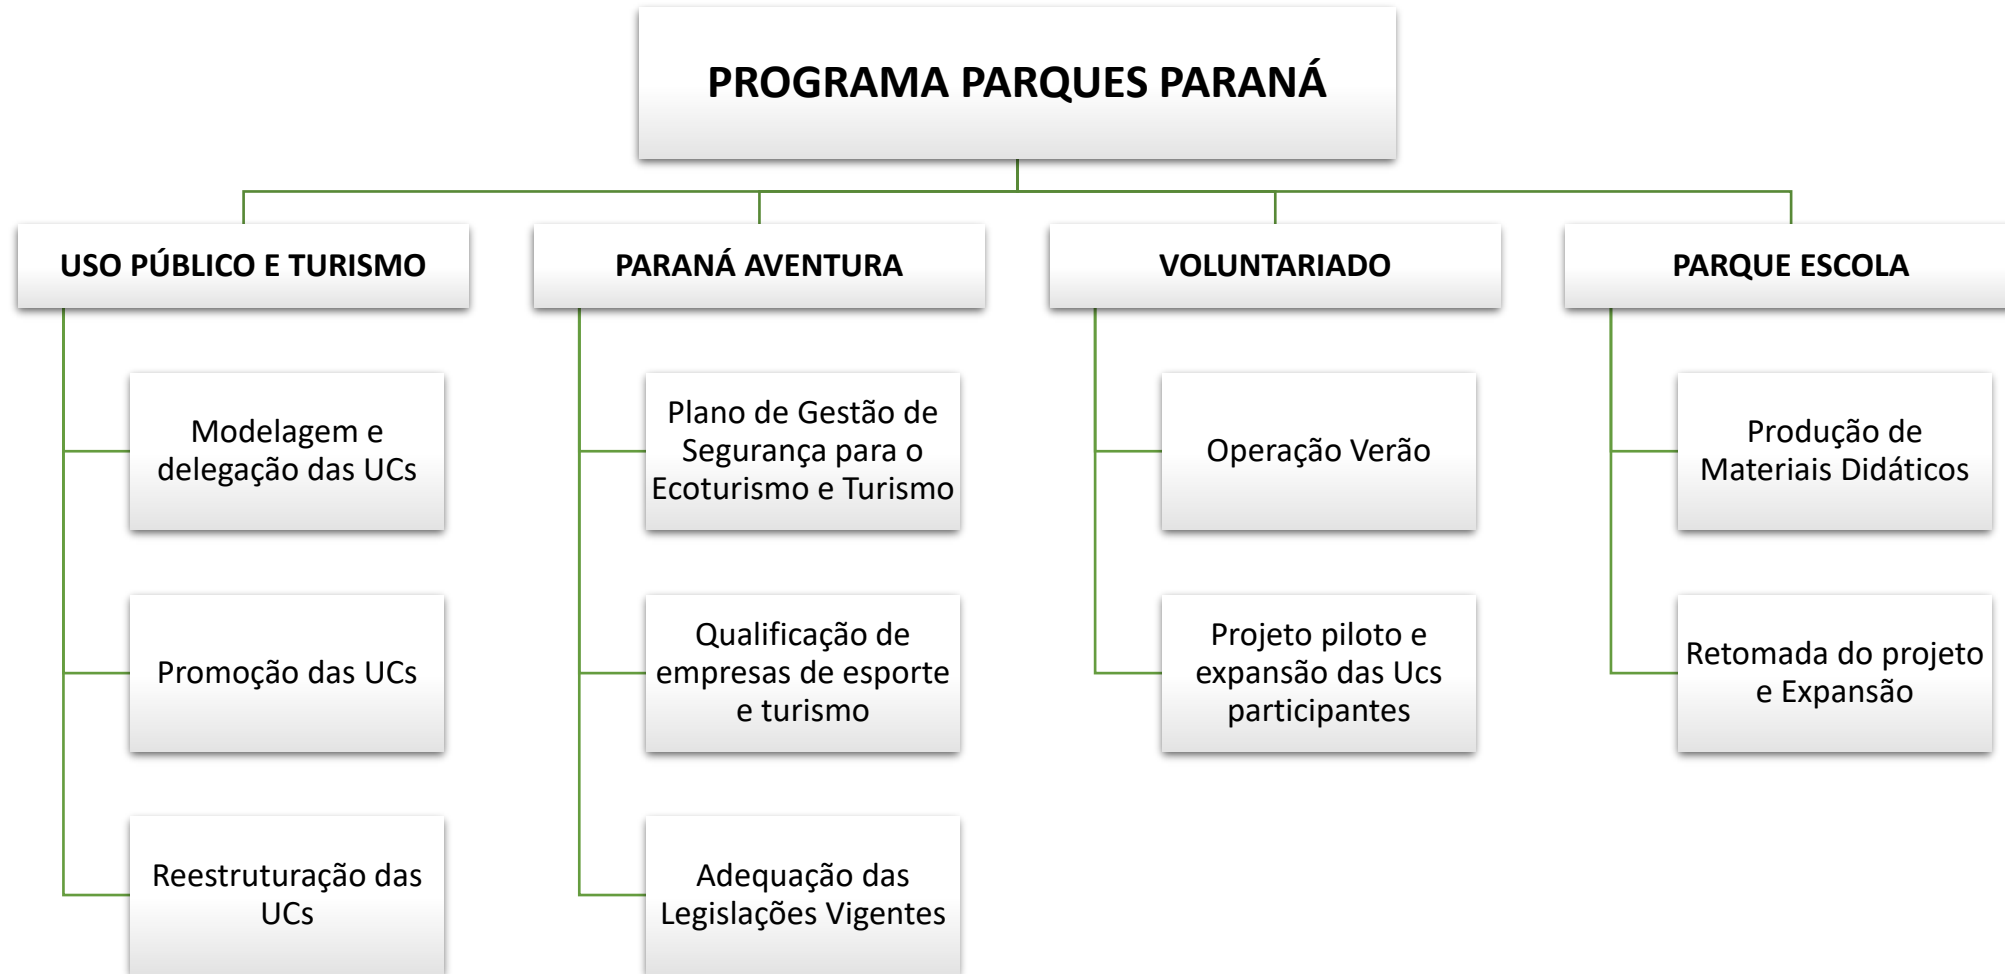 PROGRAMA PARQUES PARANÁ
USO PÚBLICO E TURISMO
Modelagem e
delegação das UCs
Promoção das UCs
Reestruturação das
UCs
PARANÁ AVENTURA
Plano de Gestão de
Segurança para o
Ecoturismo e Turismo
Qualificação de
empresas de esporte
e turismo
Adequação das
Legislações Vigentes
VOLUNTARIADO
Operação Verão
Projeto piloto e
expansão das Ucs
participantes
PARQUE ESCOLA
Produção de
Materiais Didáticos
Retomada do projeto
e Expansão